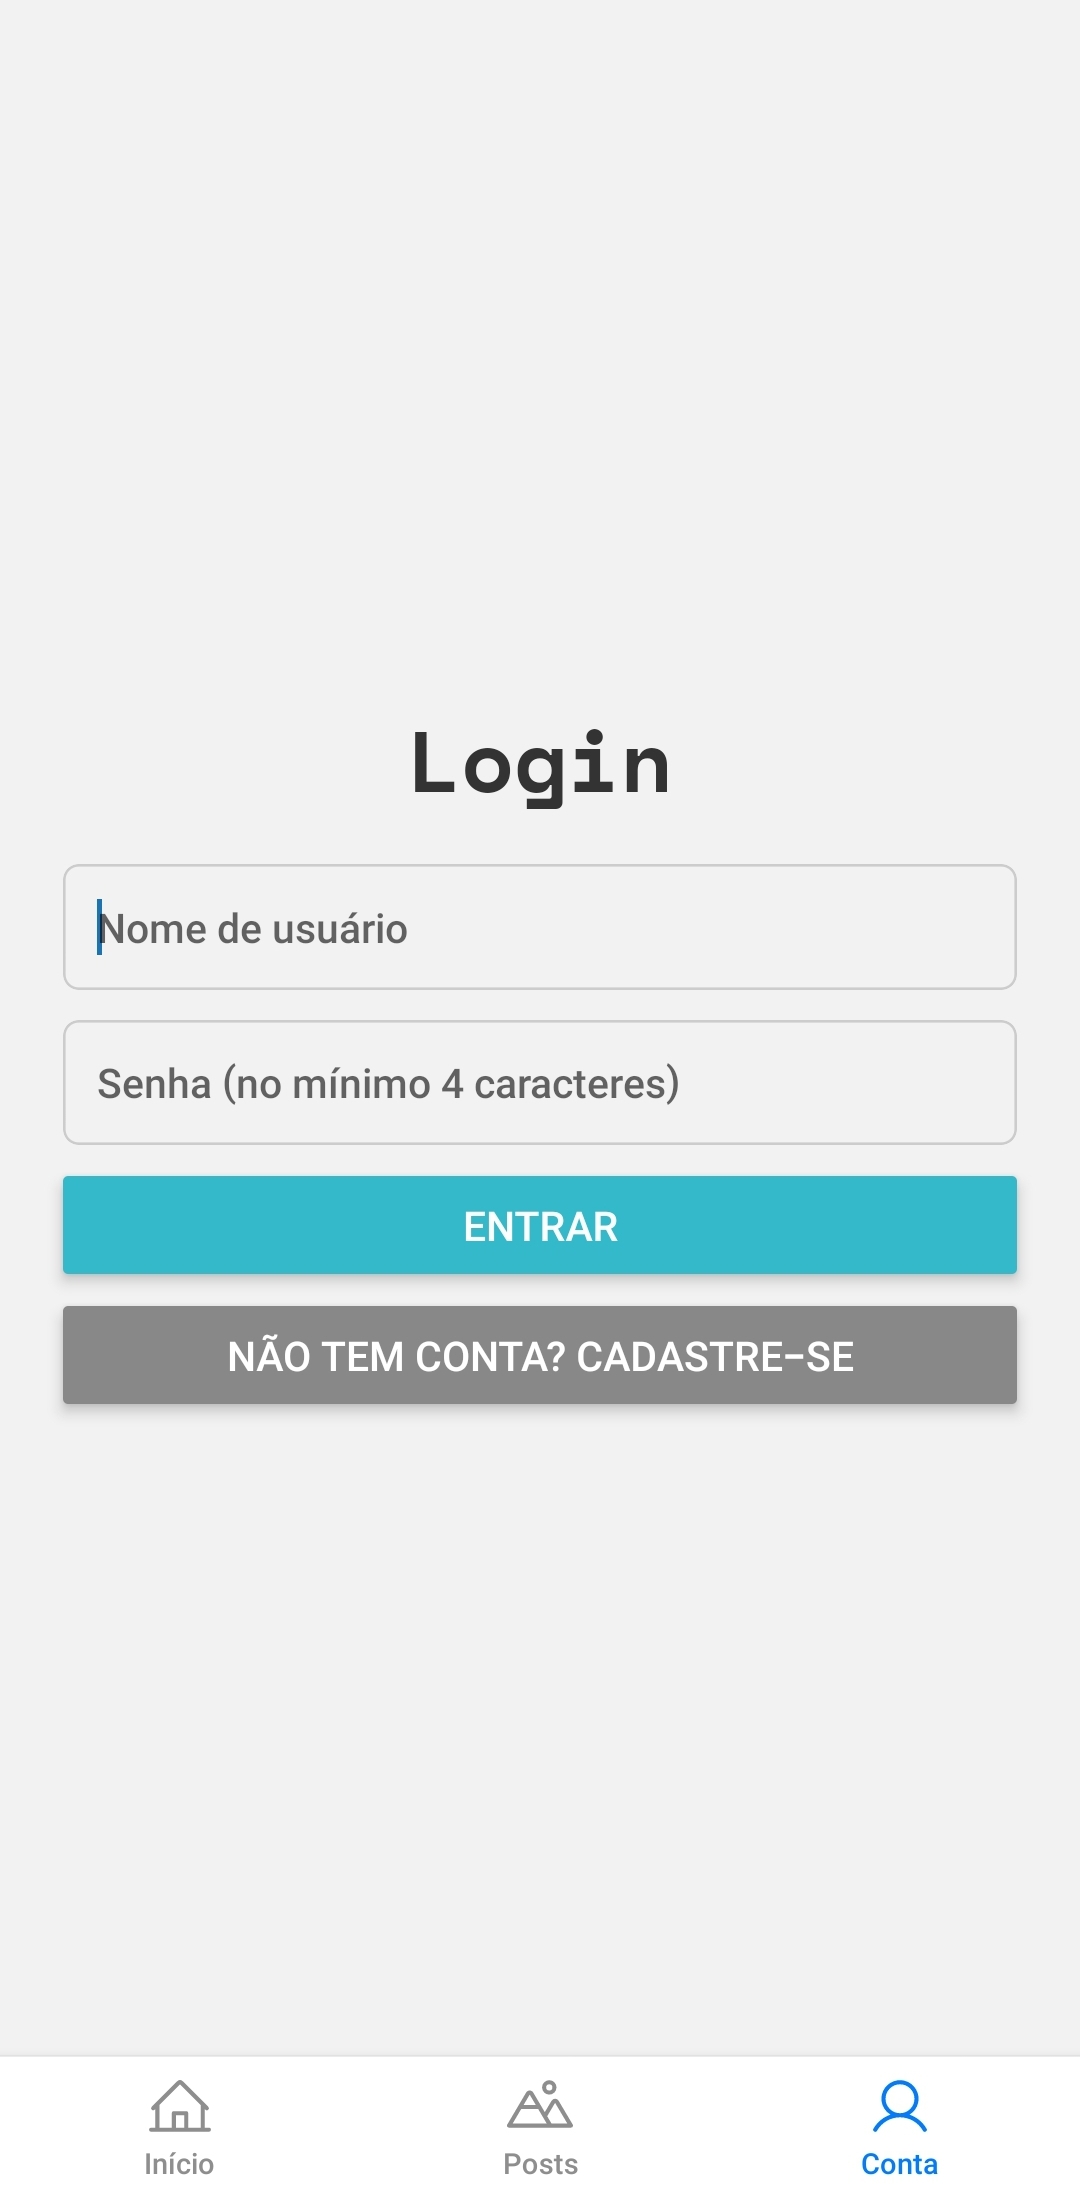 Login
Nome de usuário
Senha (no mínimo 4 caracteres)
ENTRAR
NÃO TEM CONTA? CADASTRE-SE
Início
Posts
Conta